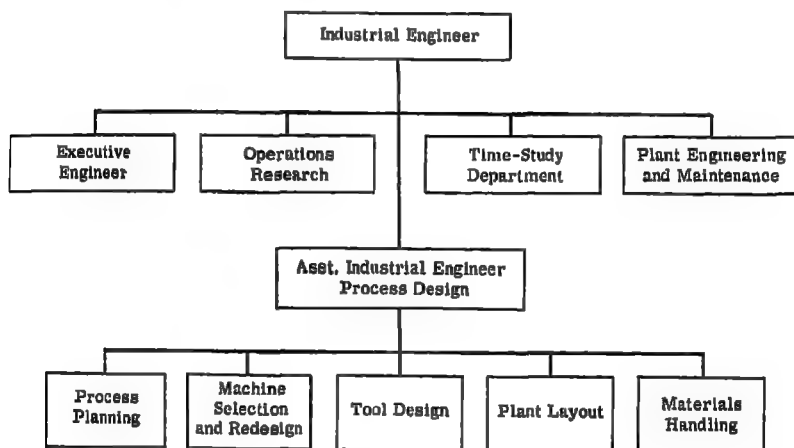 Industrial Engineer
Executive
Engineer
Operations
Research
Time-Study
Department
Plant Engineering
and Maintenance
Asst. Industrial Engineer
Process Design
Process
Planning
Machine
Selection
and Redesign
Tool Design
Plant Layout
Materials
Handling